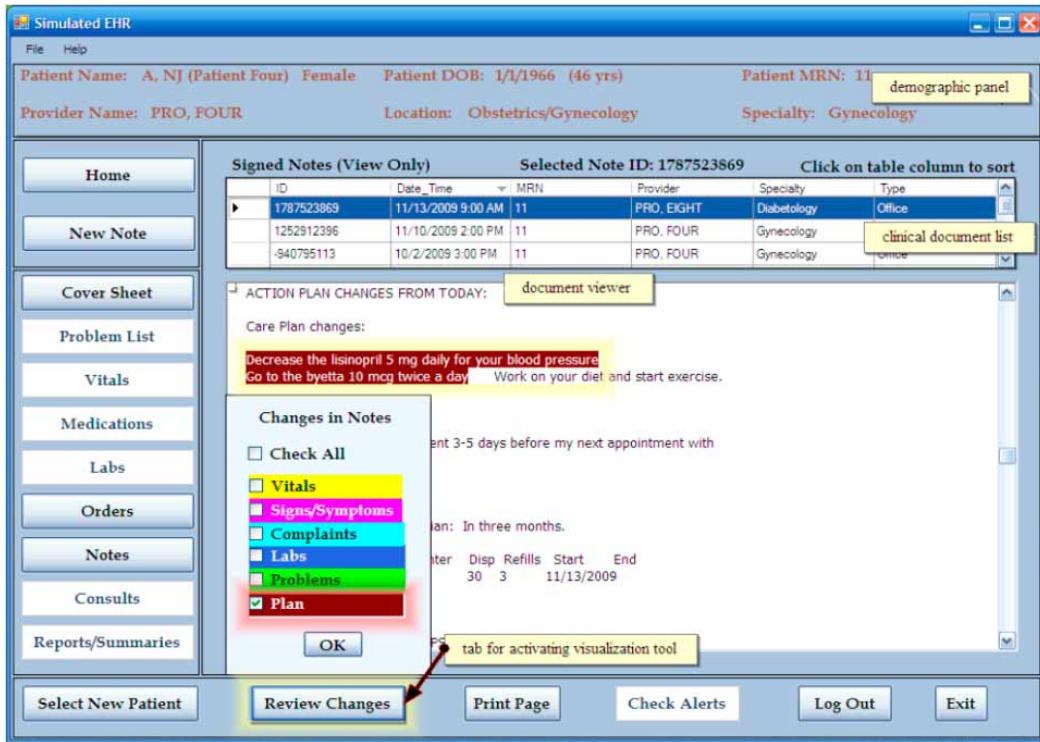 Simulated EHR
File Help
Patient Name: A, NJ (Patient Four) Female Patient DOB: 1/1/1966 (46 yrs) Patient MRN: 11
demographic panel
Provider Name: PRO, FOUR Location: Obstetrics/Gynecology Specialty: Gynecology
Home
New Note
Cover Sheet
Problem List
Vitals
Medications
Labs
Orders
Notes
Consults
Reports/Summaries
Signed Notes (View Only) Selected Note ID: 1787523869 Click on table column to sort
ID Date_Time MRN Provider Specialty Type
1787523869 11/13/2009 9:00 AM 11 PRO, EIGHT Diabetology Office
1252912396 11/10/2009 2:00 PM 11 PRO, FOUR Gynecology
clinical document list
-940795113 10/2/2009 3:00 PM 11 PRO, FOUR Gynecology
document viewer
ACTION PLAN CHANGES FROM TODAY:
Care Plan changes:
Decrease the lisinopril 5 mg daily for your blood pressure
Go to the byetta 10 mcg twice a day Work on your diet and start exercise.
Changes in Notes
Check All
Vitals
Signs/Symptoms
Complaints
Labs
Problems
Plan
OK
ent 3-5 days before my next appointment with
ian: In three months.
nter Disp Refills Start End
30 3 11/13/2009
tab for activating visualization tool
Select New Patient Review Changes Print Page Check Alerts Log Out Exit